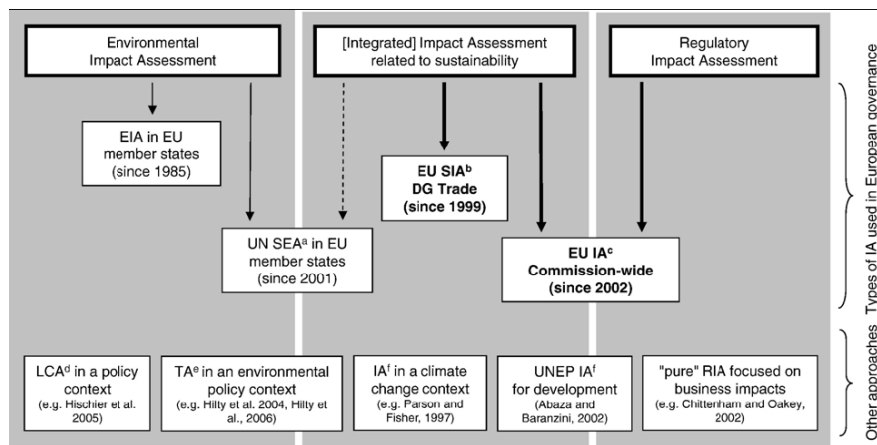 Environmental
Impact Assessment
[Integrated] Impact Assessment
related to sustainability
Regulatory
Impact Assessment
EIA in EU
member states
(since 1985)
EU SIAᵇ
DG Trade
(since 1999)
UN SEAᵃ in EU
member states
(since 2001)
EU IAᶜ
Commission-wide
(since 2002)
Types of IA used in European governance
LCAᵈ in a policy
context
(e.g. Hischier et al.
2005)
TAᵉ in an environmental
policy context
(e.g. Hilty et al. 2004, Hilty et
al., 2006)
IAᶠ in a climate
change context
(e.g. Parson and
Fisher, 1997)
UNEP IAᶠ
for development
(Abaza and
Baranzini, 2002)
"pure" RIA focused on
business impacts
(e.g. Chittenham and Oakey,
2002)
Other approaches